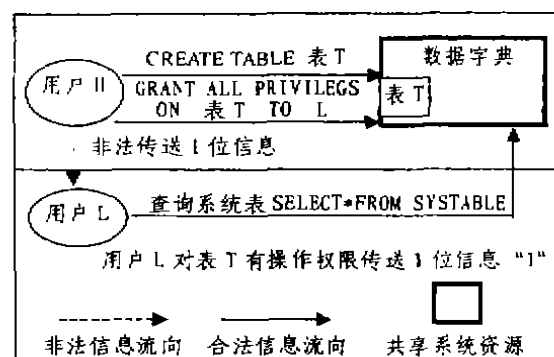 CREATE TABLE 表T
数据字典
用户H
GRANT ALL PRIVILEGS
ON 表T TO L
表T
非法传送1位信息
用户L
查询系统表 SELECT*FROM SYSTABLE
用户L对表T有操作权限传送1位信息 "1"
非法信息流向 合法信息流向 共享系统资源